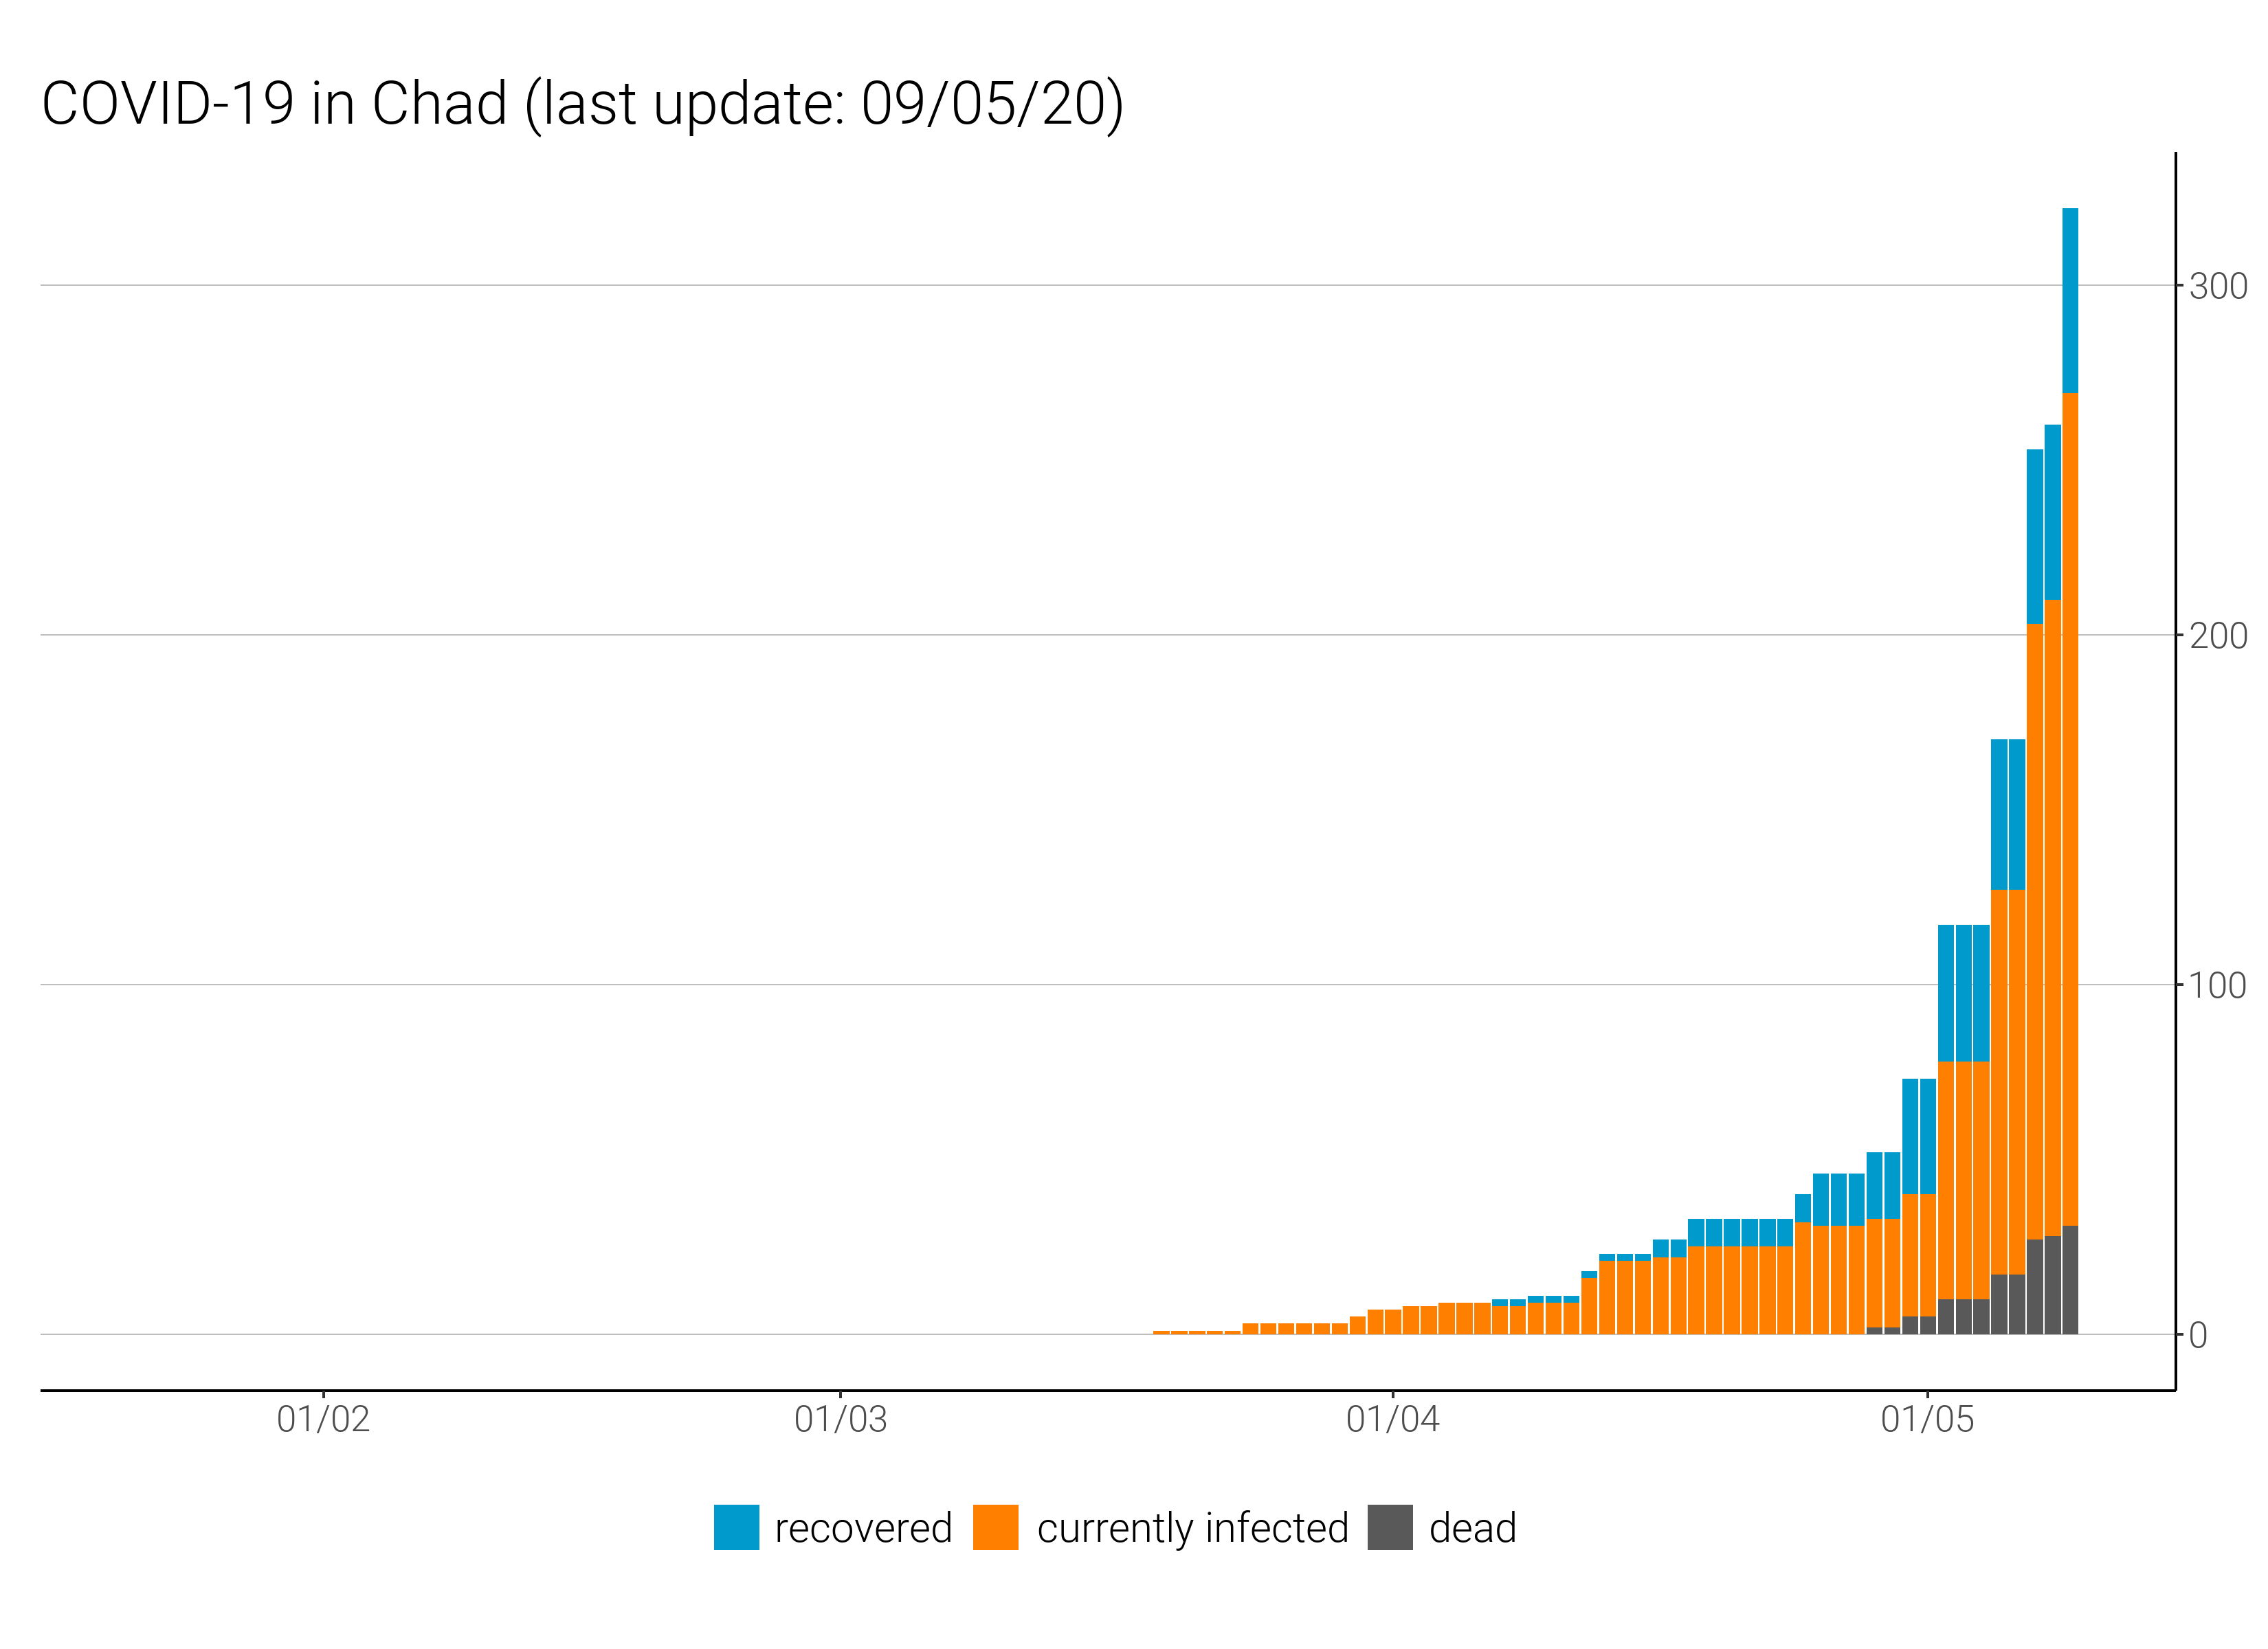 COVID-19 in Chad (last update: 09/05/20)
300
200
100
0
01/02 01/03 01/04 01/05
recovered currently infected dead